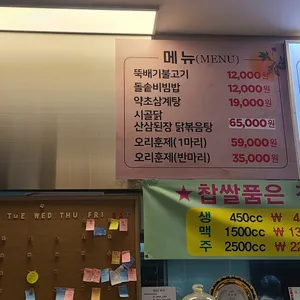 메뉴(MENU)
뚝배기불고기 12,000원
돌솥비빔밥 12,000원
약초삼계탕 19,000원
시골닭
산삼된장 닭볶음탕 65,000원
오리훈제(1마리) 59,000원
오리훈제(반마리) 35,000원
★ 찹쌀품은
생 450cc ₩
맥 1500cc ₩
주 2500cc ₩
TUE WED THU FRI